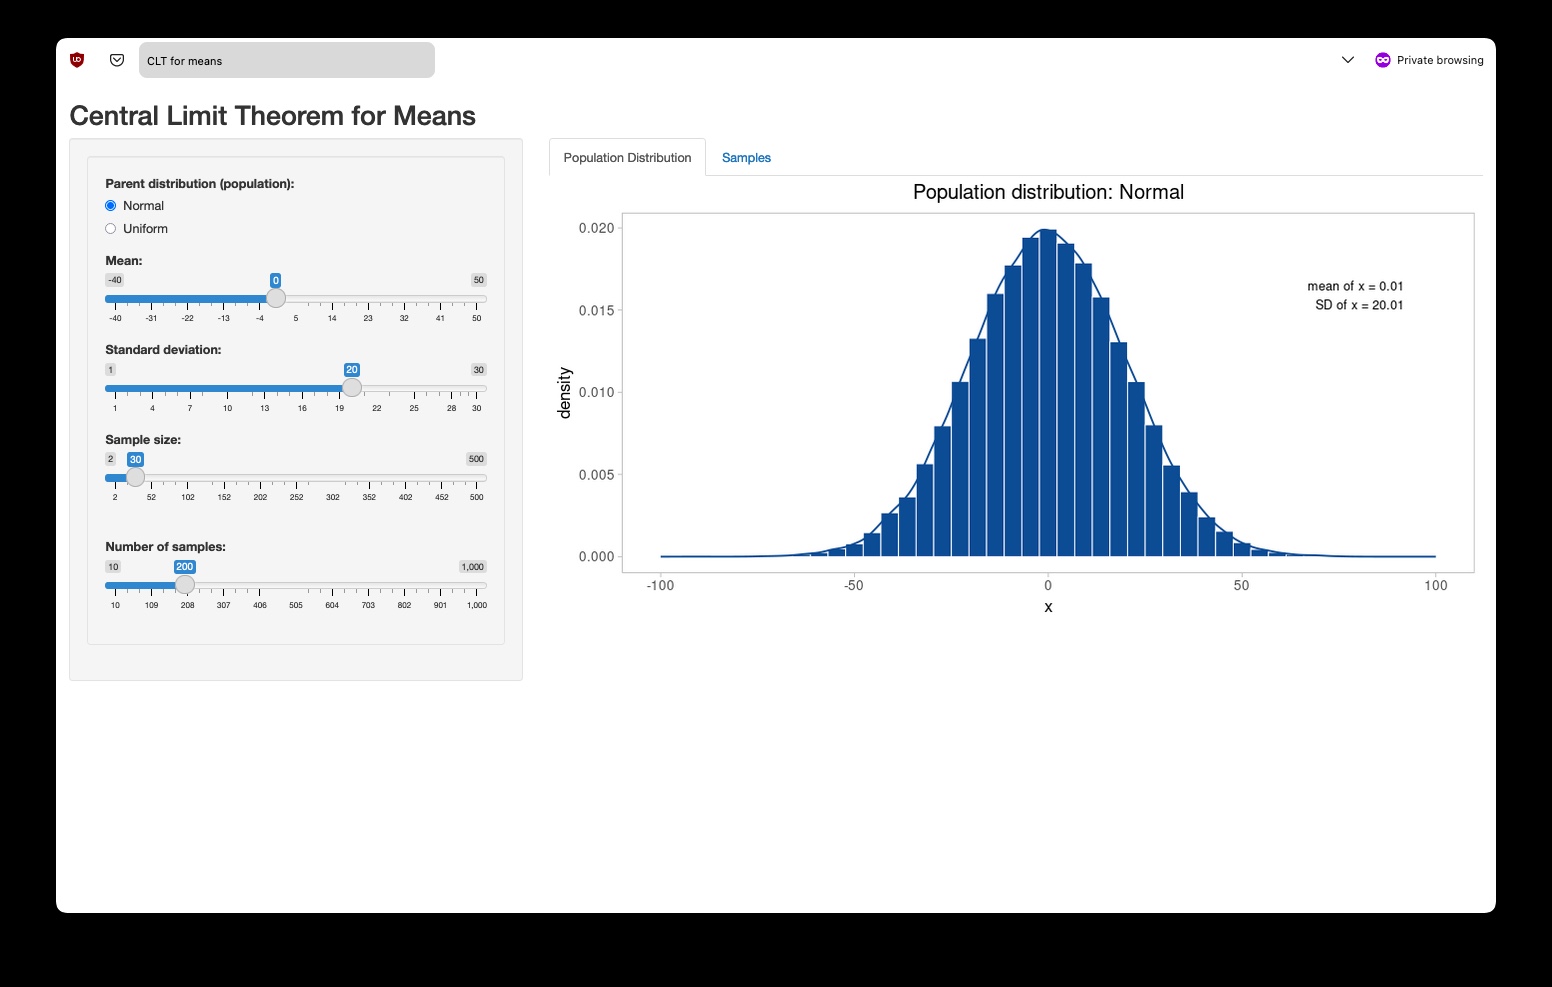 CLT for means
Private browsing
Central Limit Theorem for Means
Parent distribution (population):
Normal
Uniform
Mean:
-40 0 50
-40 -31 -22 -13 -4 5 14 23 32 41 50
Standard deviation:
1 20 30
1 4 7 10 13 16 19 22 25 28 30
Sample size:
2 30 500
2 52 102 152 202 252 302 352 402 452 500
Number of samples:
10 200 1,000
10 109 208 307 406 505 604 703 802 901 1,000
Population Distribution Samples
Population distribution: Normal
0.020
0.015
0.010
0.005
0.000
density
mean of x = 0.01
SD of x = 20.01
-100 -50 0 50 100
x